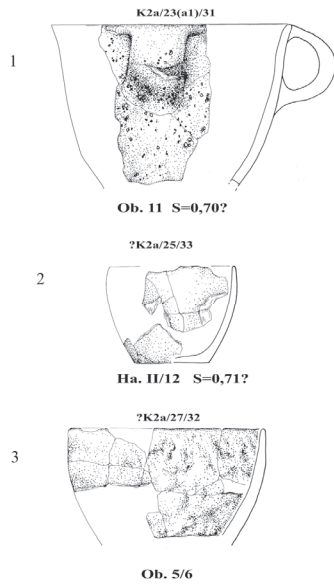 K2a/23(a1)/31
1
Ob. 11 S=0,70?
?K2a/25/33
2
Ha. II/12 S=0,71?
?K2a/27/32
3
Ob. 5/6